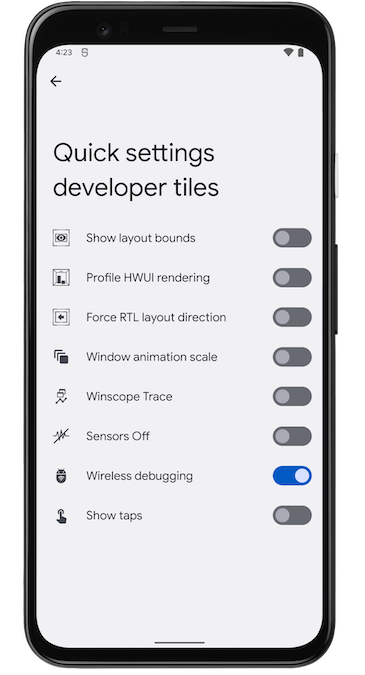 4:23
Quick settings
developer tiles
Show layout bounds
Profile HWUI rendering
Force RTL layout direction
Window animation scale
Winscope Trace
Sensors Off
Wireless debugging
Show taps